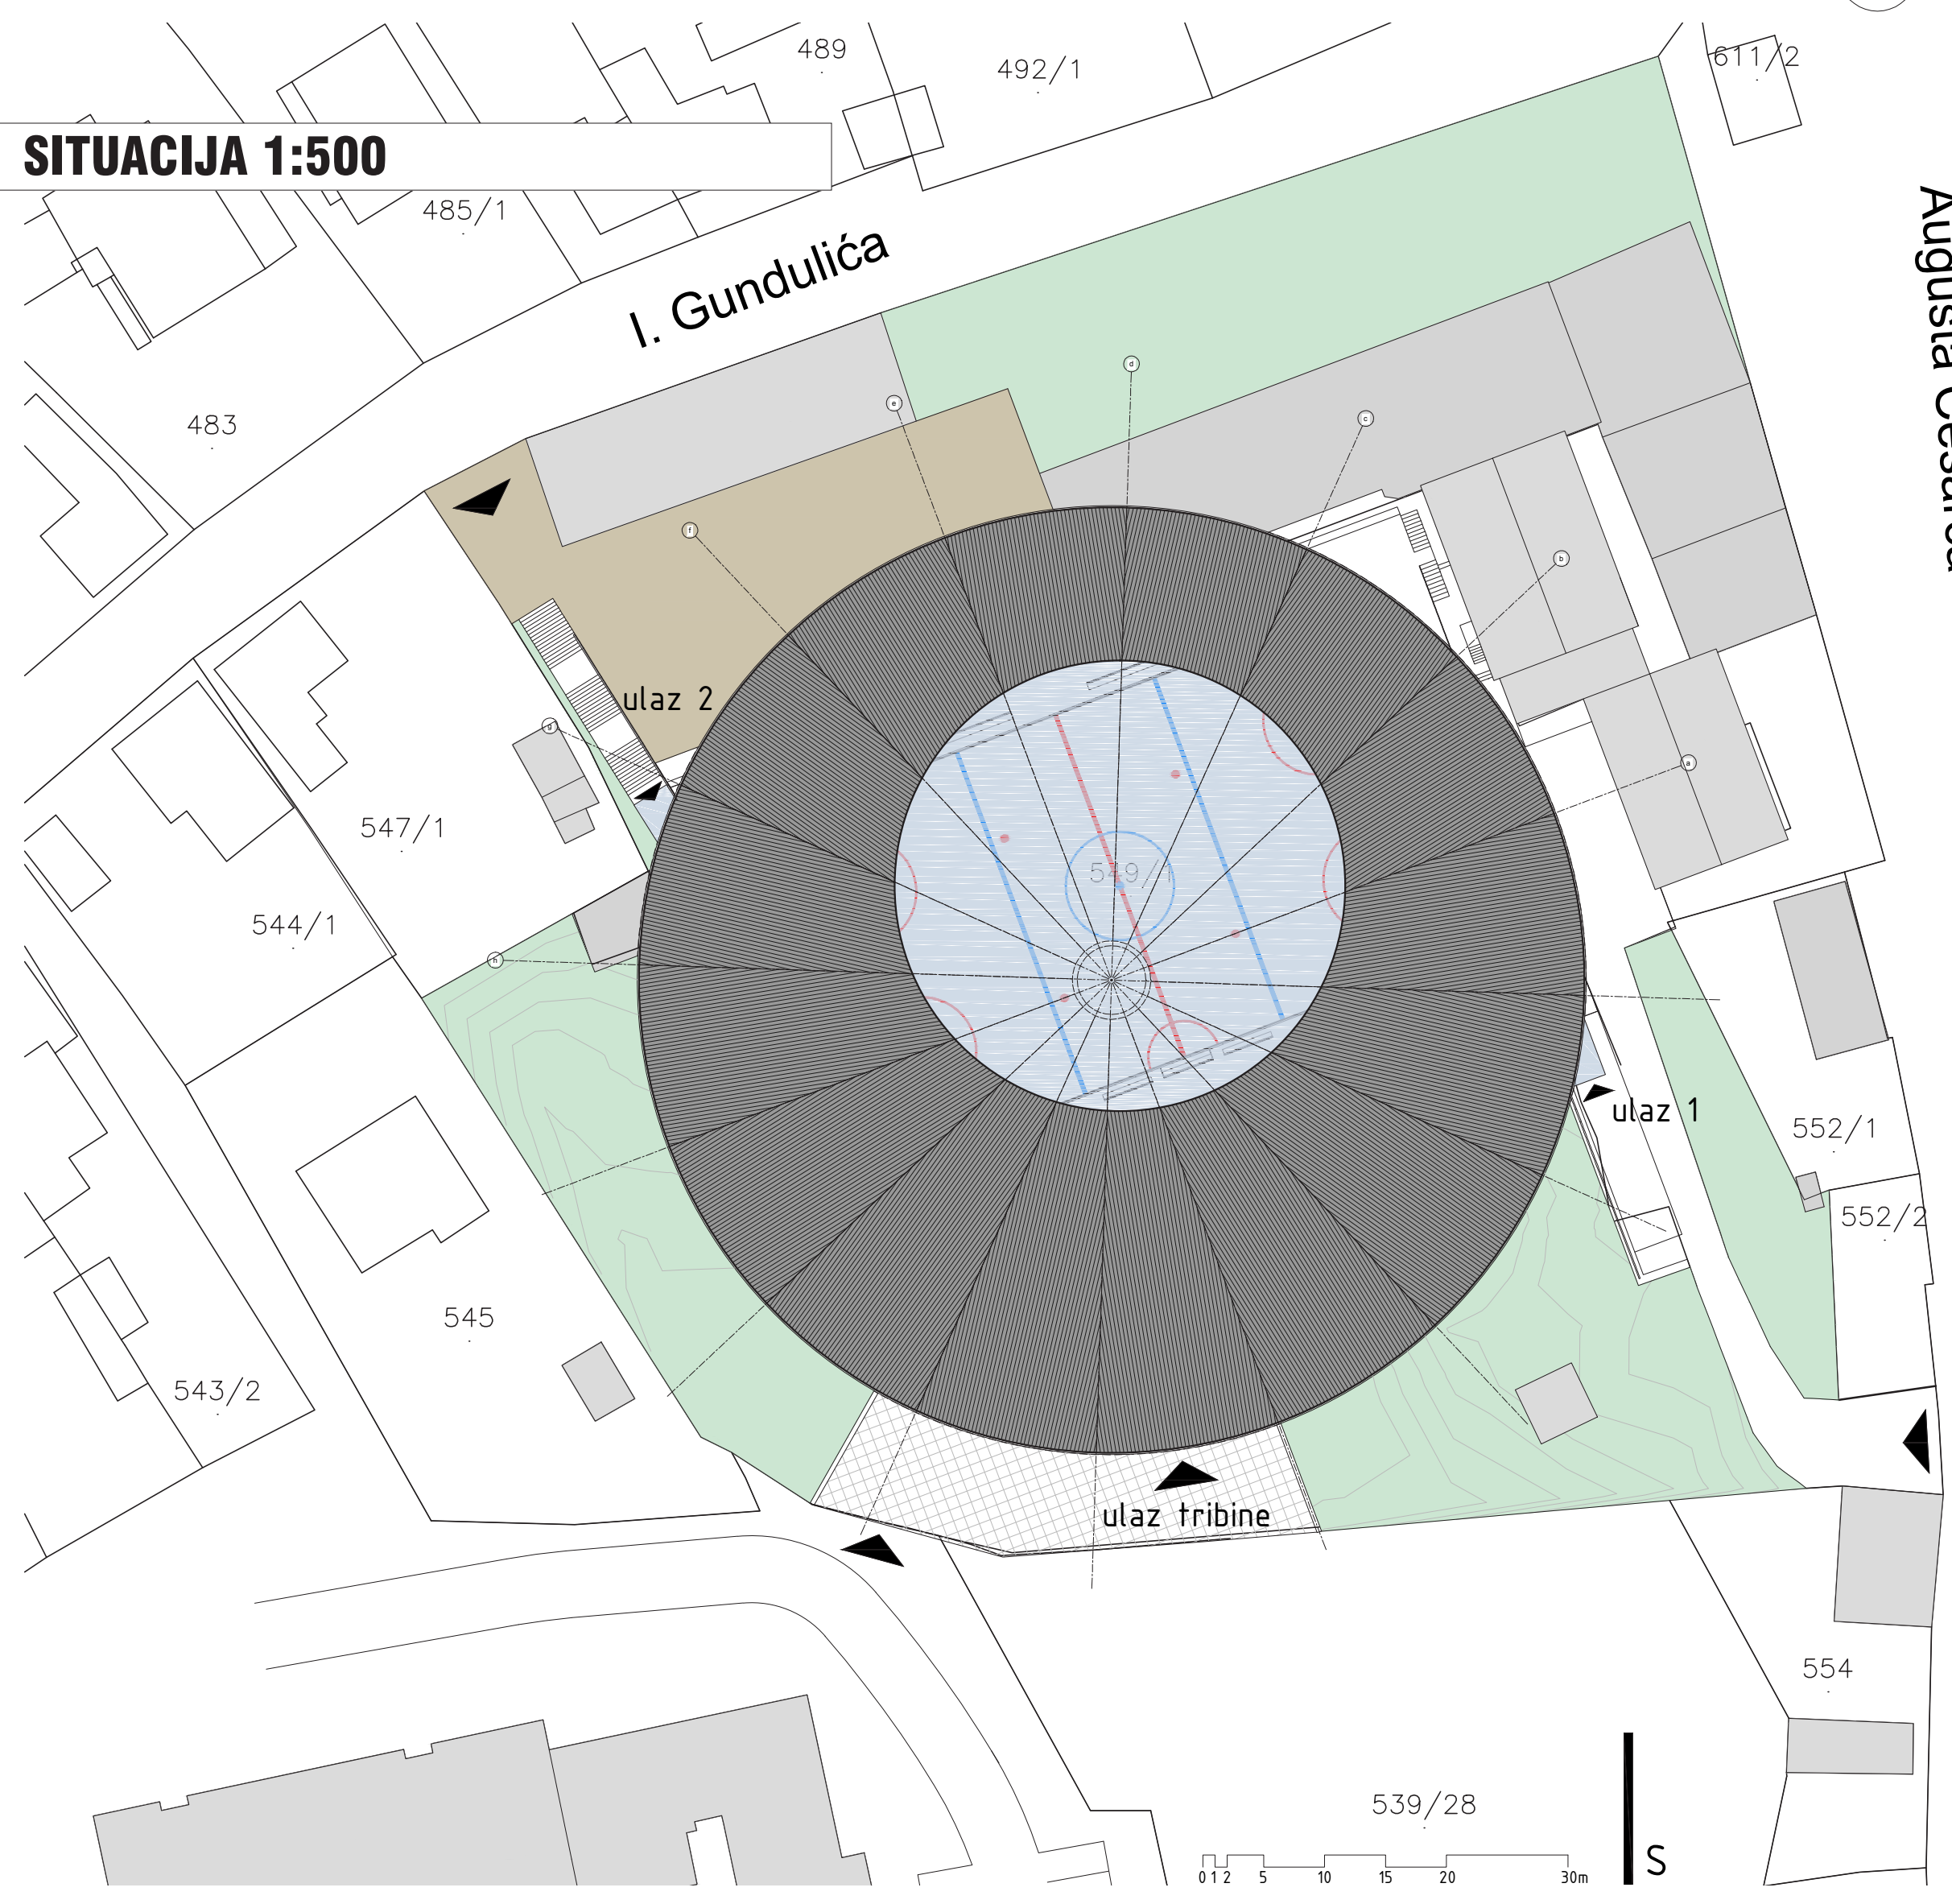 489
492/1
611/2
SITUACIJA 1:500
485/1
I. Gundulića
Augusta Cesarca
d
e
c
483
f
b
ulaz 2
g
a
547/1
549/1
544/1
h
ulaz 1
552/1
552/2
545
543/2
ulaz tribine
554
539/28
S
0 1 2 5 10 15 20 30m